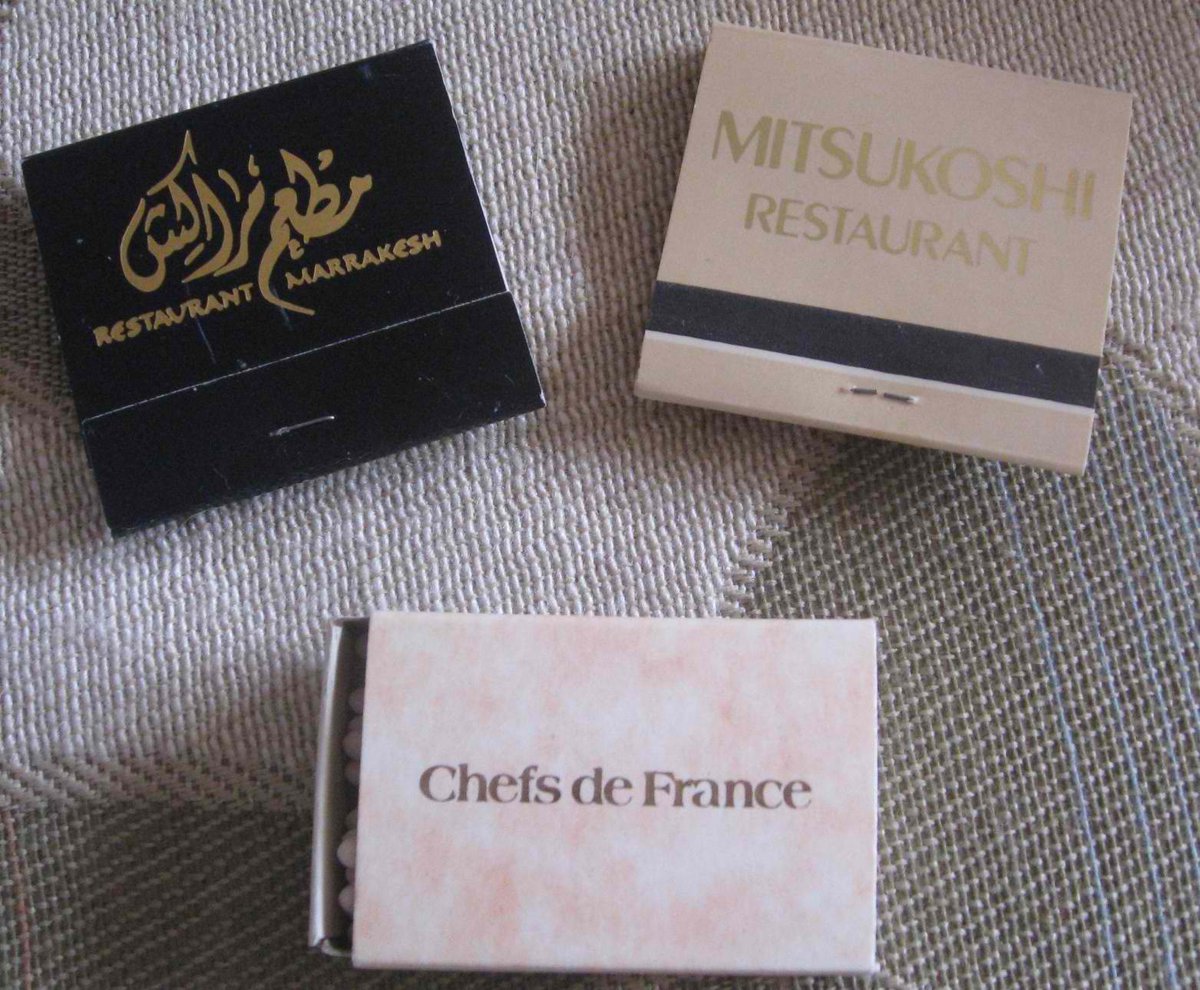 مطعم مراكش
RESTAURANT MARRAKESH
MITSUKOSHI
RESTAURANT
Chefs de France